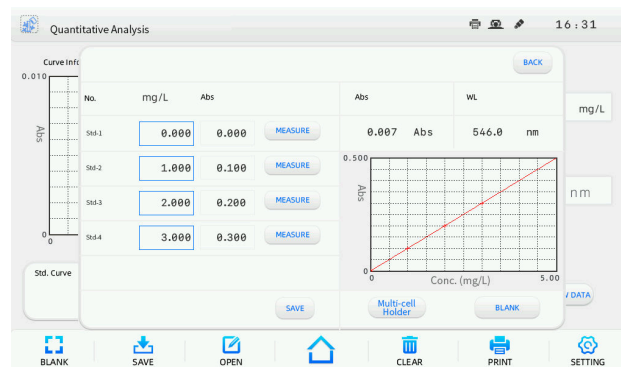 Quantitative Analysis
16:31
Curve Info
0.010
Abs
0
0
Std. Curve
mg/L
nm
BACK
No. mg/L Abs
Std-1 0.000 0.000 MEASURE
Std-2 1.000 0.100 MEASURE
Std-3 2.000 0.200 MEASURE
Std-4 3.000 0.300 MEASURE
SAVE
Abs WL
0.007 Abs 546.0 nm
0.500
Abs
0
0 Conc. (mg/L) 5.00
Multi-cell
Holder
BLANK
DATA
BLANK SAVE OPEN CLEAR PRINT SETTING